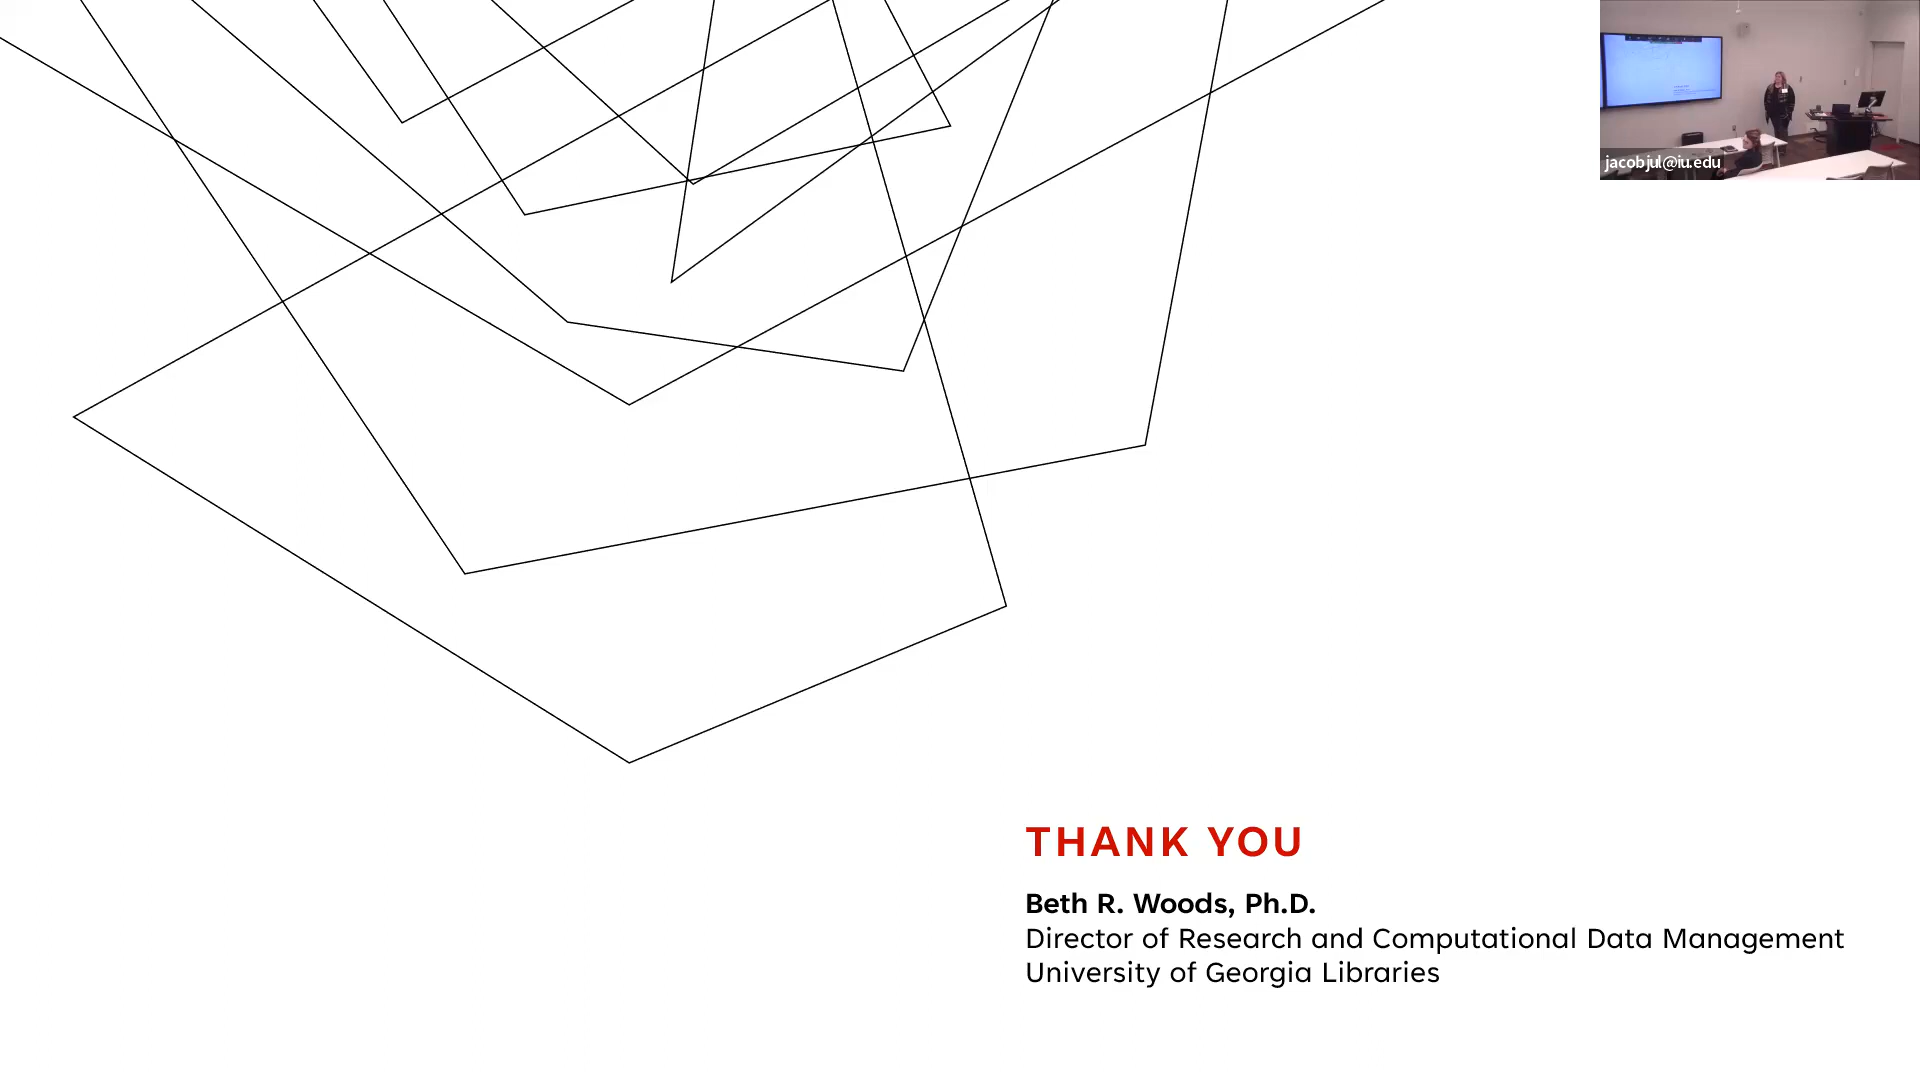 jacobjul@iu.edu
THANK YOU
Beth R. Woods, Ph.D.
Director of Research and Computational Data Management
University of Georgia Libraries